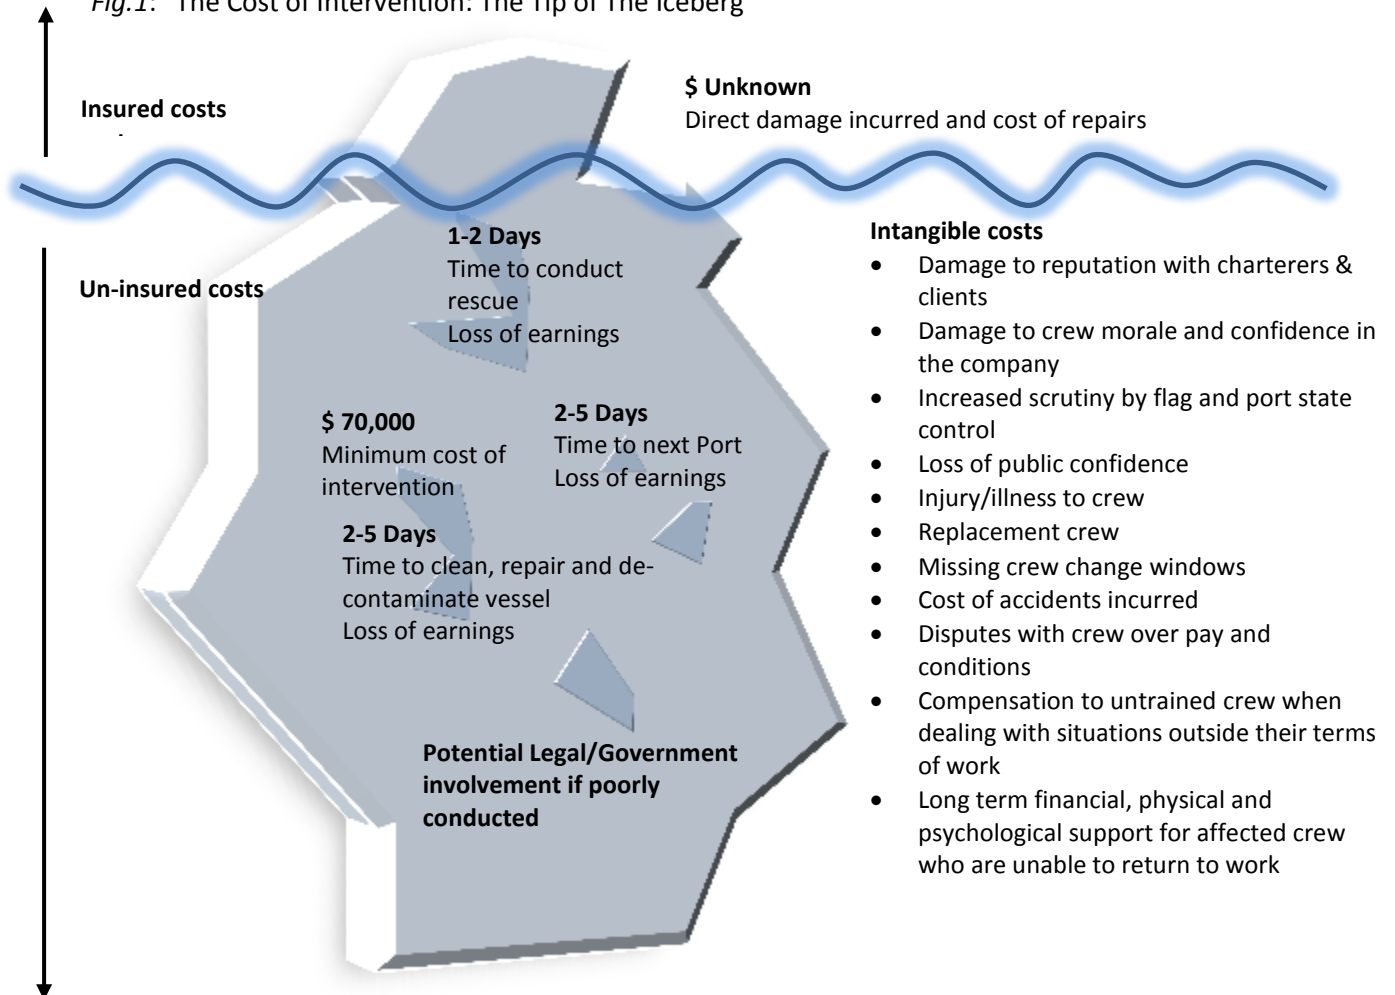 Fig.1: The Cost of Intervention: The Tip of The Iceberg
Insured costs
$ Unknown
Direct damage incurred and cost of repairs
Un-insured costs
1-2 Days
Time to conduct
rescue
Loss of earnings
$ 70,000
Minimum cost of
intervention
2-5 Days
Time to next Port
Loss of earnings
2-5 Days
Time to clean, repair and de-
contaminate vessel
Loss of earnings
Potential Legal/Government
involvement if poorly
conducted
Intangible costs
• Damage to reputation with charterers &
clients
• Damage to crew morale and confidence in
the company
• Increased scrutiny by flag and port state
control
• Loss of public confidence
• Injury/illness to crew
• Replacement crew
• Missing crew change windows
• Cost of accidents incurred
• Disputes with crew over pay and
conditions
• Compensation to untrained crew when
dealing with situations outside their terms
of work
• Long term financial, physical and
psychological support for affected crew
who are unable to return to work